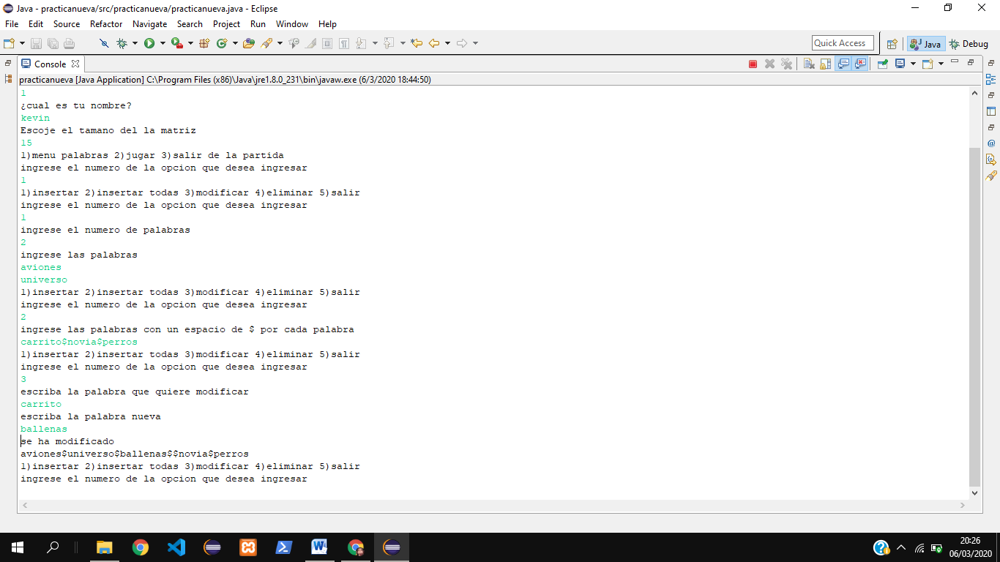 Java - practicanueva/src/practicanueva/practicanueva.java - Eclipse
File Edit Source Refactor Navigate Search Project Run Window Help
Quick Access
Java
Debug
Console
practicanueva [Java Application] C:\Program Files (x86)\Java\jre1.8.0_231\bin\javaw.exe (6/3/2020 18:44:50)
1
¿cual es tu nombre?
kevin
Escoje el tamano del la matriz
15
1)menu palabras 2)jugar 3)salir de la partida
ingrese el numero de la opcion que desea ingresar
1
1)insertar 2)insertar todas 3)modificar 4)eliminar 5)salir
ingrese el numero de la opcion que desea ingresar
1
ingrese el numero de palabras
2
ingrese las palabras
aviones
universo
1)insertar 2)insertar todas 3)modificar 4)eliminar 5)salir
ingrese el numero de la opcion que desea ingresar
2
ingrese las palabras con un espacio de $ por cada palabra
carrito$novia$perros
1)insertar 2)insertar todas 3)modificar 4)eliminar 5)salir
ingrese el numero de la opcion que desea ingresar
3
escriba la palabra que quiere modificar
carrito
escriba la palabra nueva
ballenas
se ha modificado
aviones$universo$ballenas$$novia$perros
1)insertar 2)insertar todas 3)modificar 4)eliminar 5)salir
ingrese el numero de la opcion que desea ingresar
20:26
06/03/2020